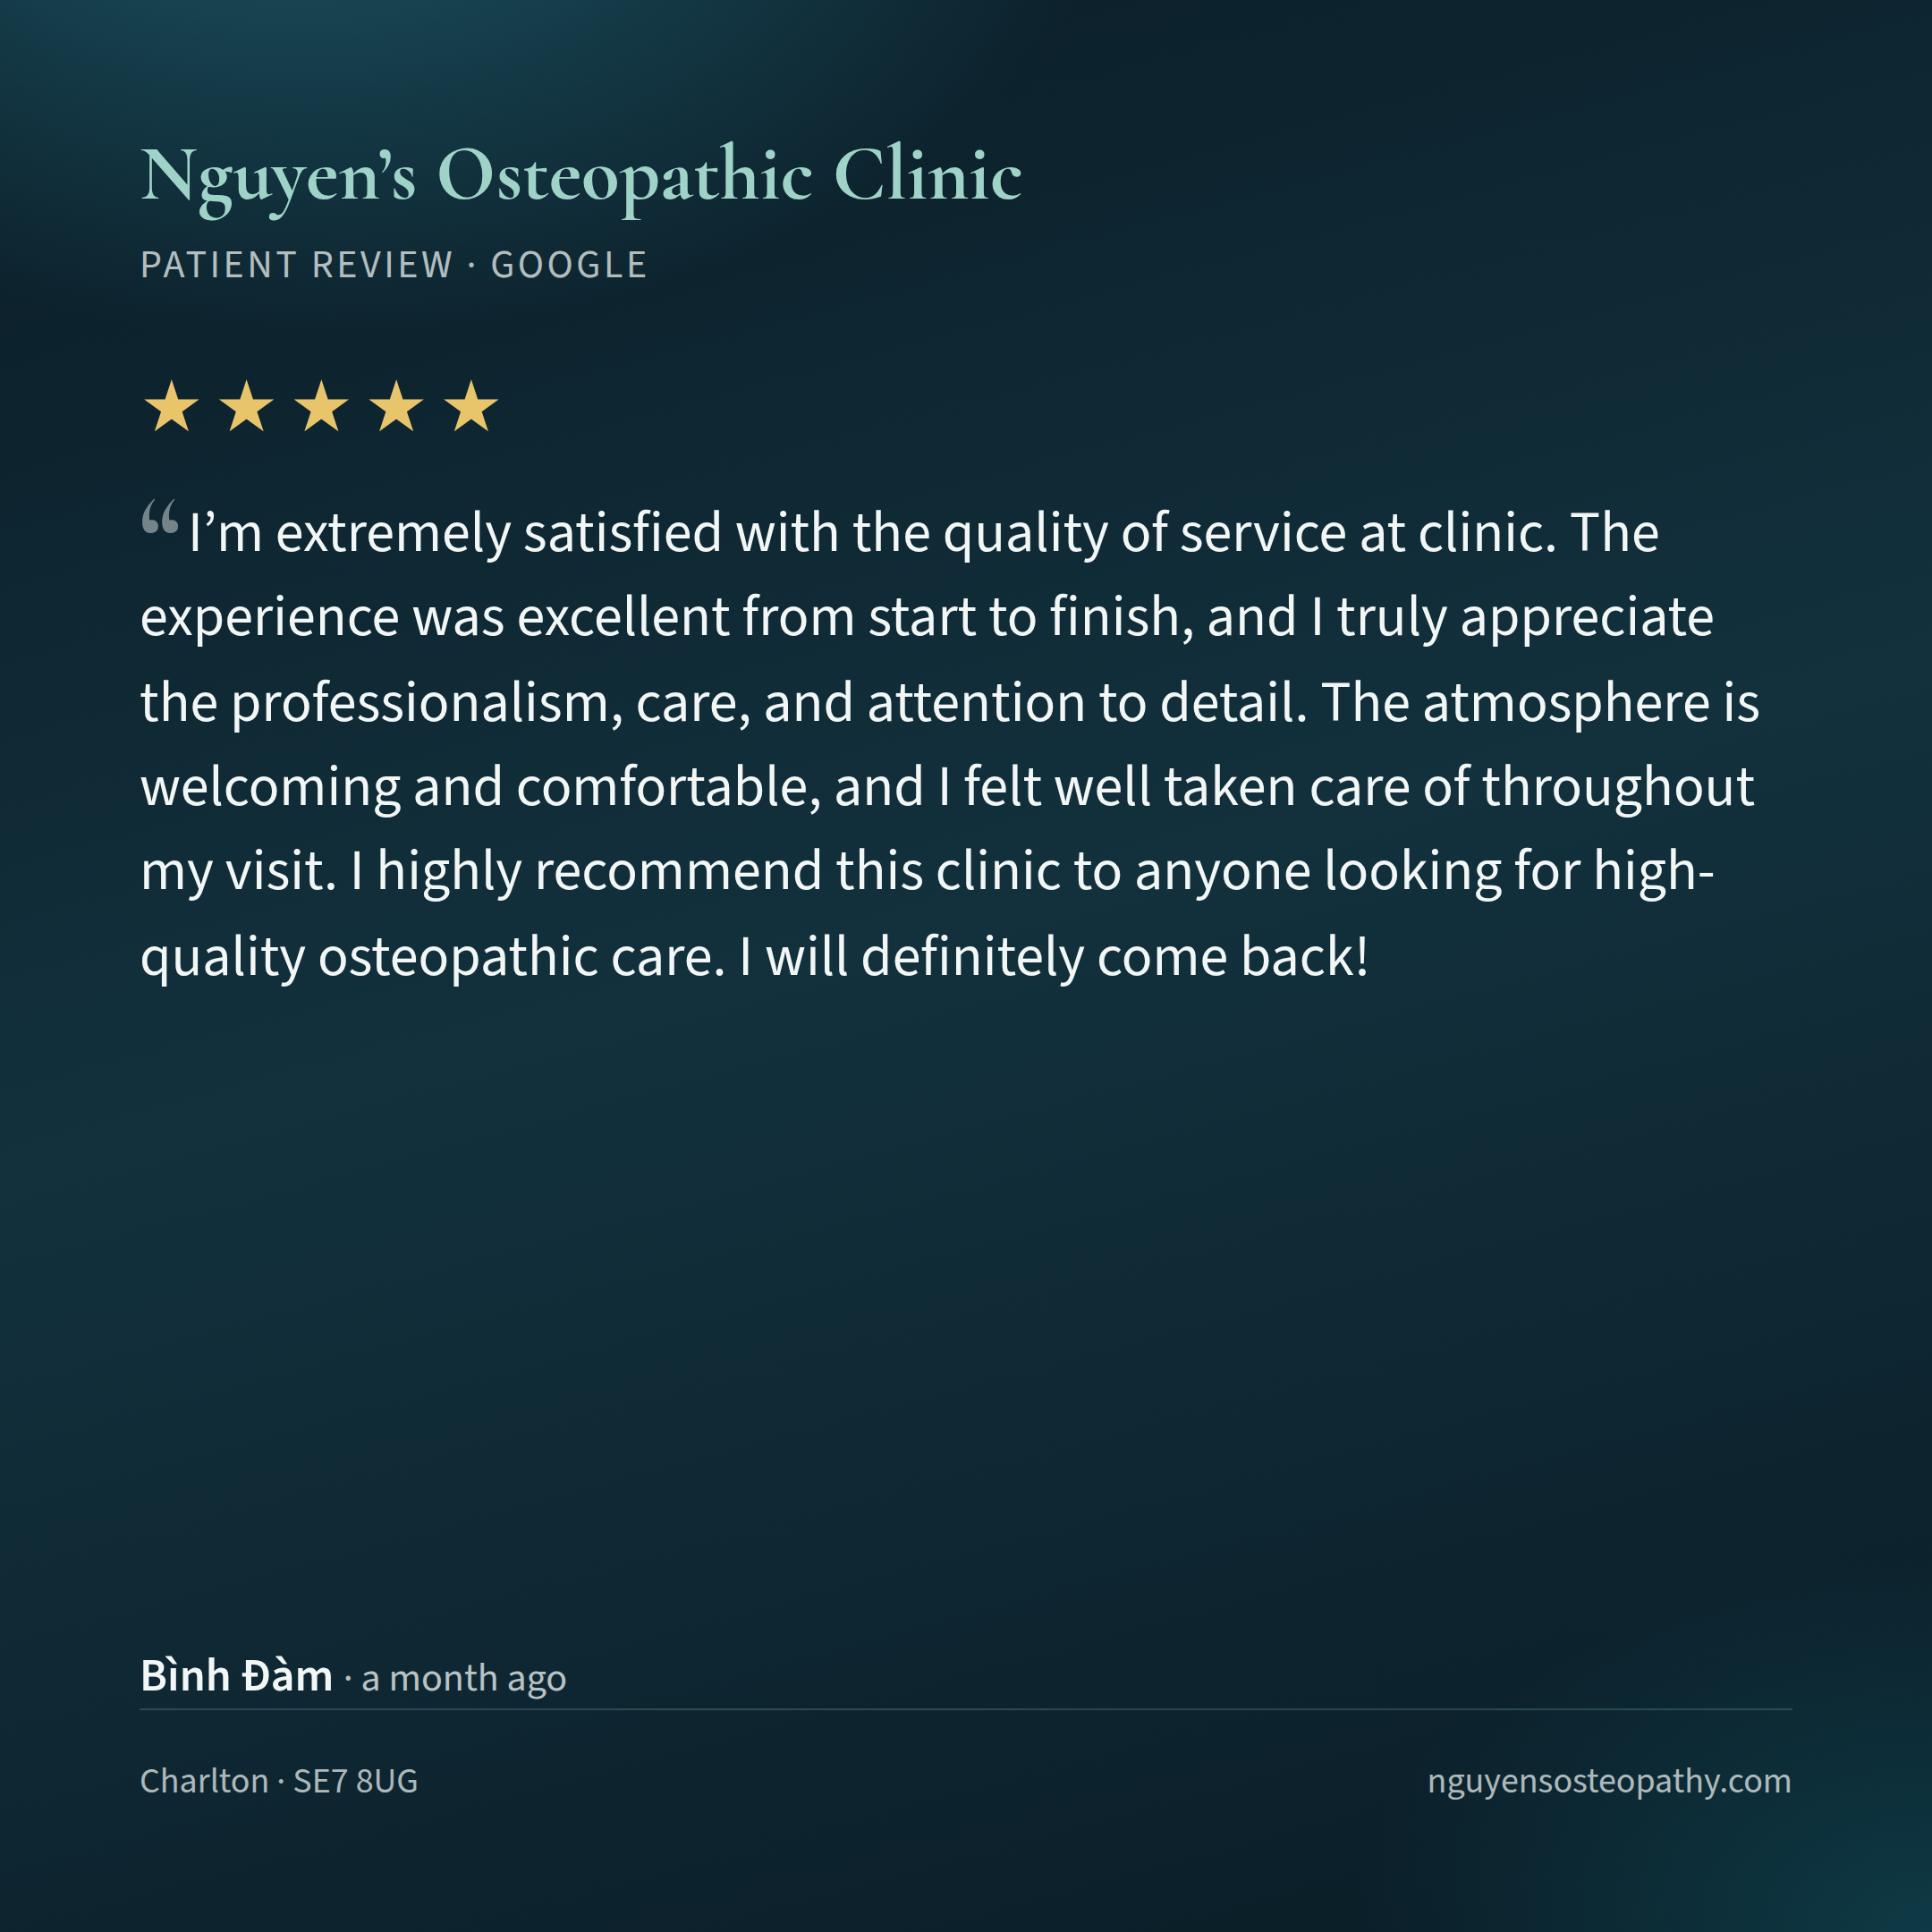 Nguyen’s Osteopathic Clinic
PATIENT REVIEW · GOOGLE
★★★★★
“I’m extremely satisfied with the quality of service at clinic. The
experience was excellent from start to finish, and I truly appreciate
the professionalism, care, and attention to detail. The atmosphere is
welcoming and comfortable, and I felt well taken care of throughout
my visit. I highly recommend this clinic to anyone looking for high-
quality osteopathic care. I will definitely come back!
Bình Đàm · a month ago
Charlton · SE7 8UG
nguyensosteopathy.com